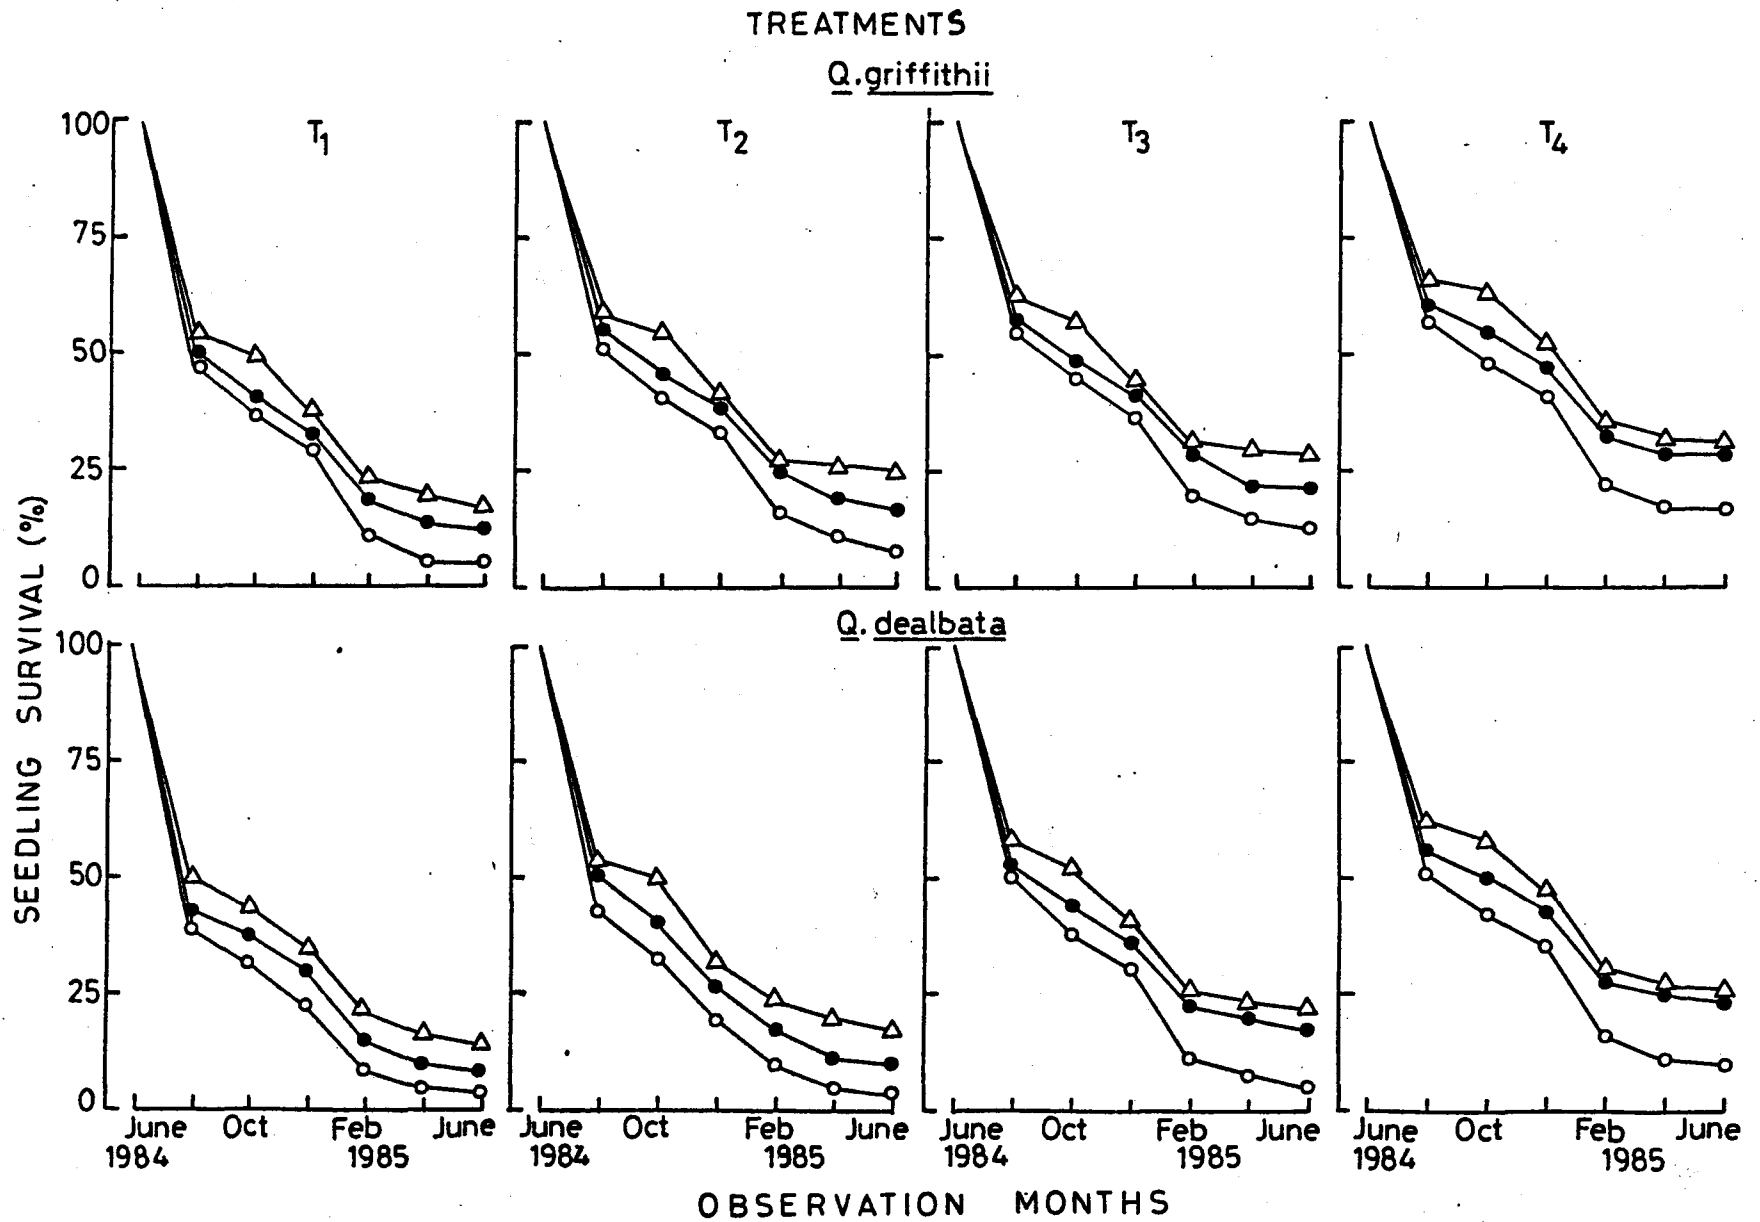 TREATMENTS
Q. griffithii
T1 T2 T3 T4
100
75
50
25
0
Q. dealbata
100
75
50
25
0
SEEDLING SURVIVAL (%)
June Oct Feb June June Oct Feb June June Oct Feb June June Oct Feb June
1984 1985 1984 1985 1984 1985 1984 1985
OBSERVATION MONTHS